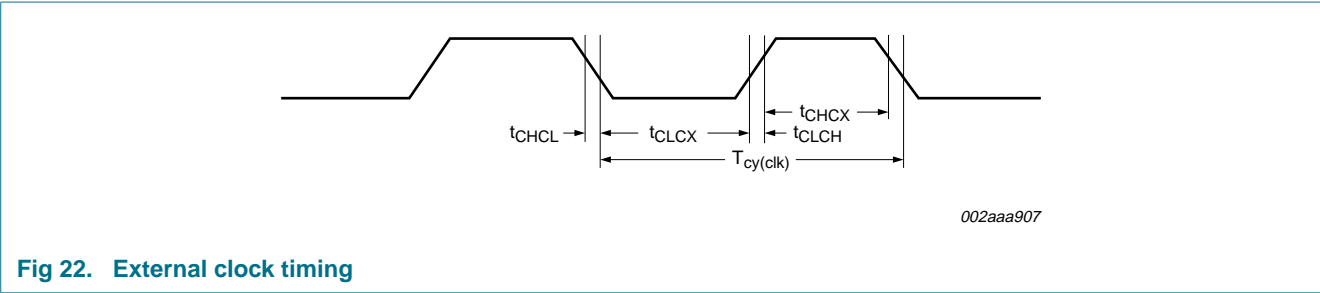 tCHCX
tCHCL tCLCX tCLCH
Tcy(clk)
002aaa907
Fig 22. External clock timing